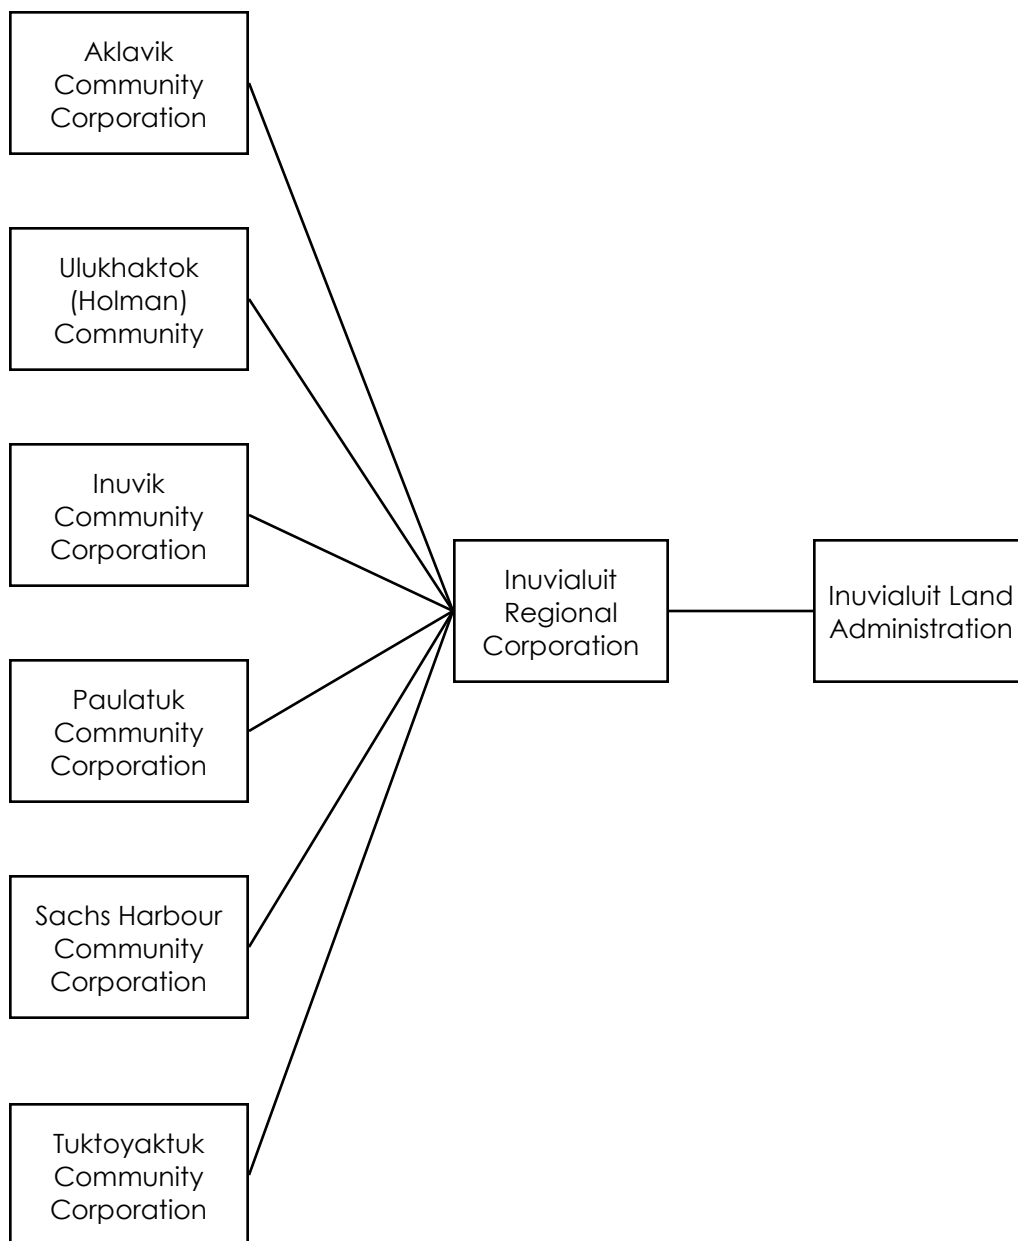 Aklavik
Community
Corporation
Ulukhaktok
(Holman)
Community
Inuvik
Community
Corporation
Paulatuk
Community
Corporation
Sachs Harbour
Community
Corporation
Tuktoyaktuk
Community
Corporation
Inuvialuit
Regional
Corporation
Inuvialuit Land
Administration